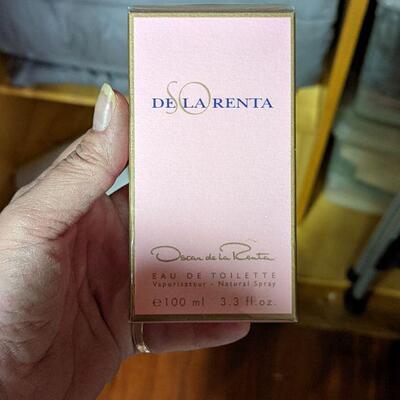 SO
DE LA RENTA
Oscar de la Renta
EAU DE TOILETTE
Vaporisateur - Natural Spray
℮100 ml 3.3 fl.oz.